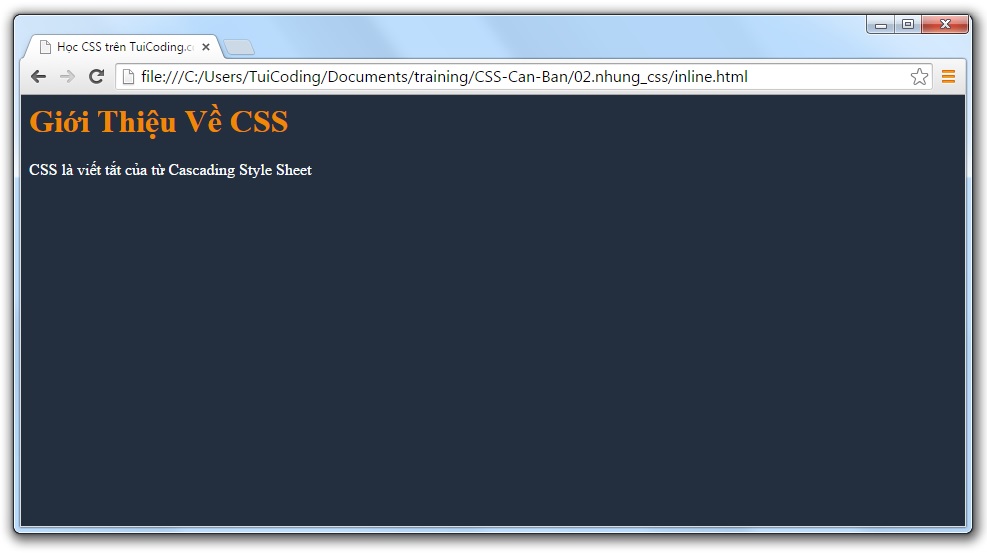 Học CSS trên TuiCoding.c
file:///C:/Users/TuiCoding/Documents/training/CSS-Can-Ban/02.nhung_css/inline.html
Giới Thiệu Về CSS
CSS là viết tắt của từ Cascading Style Sheet